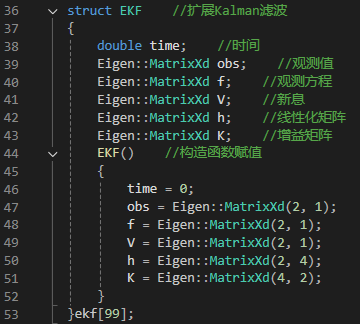 36 struct EKF //扩展Kalman滤波
37 {
38 double time; //时间
39 Eigen::MatrixXd obs; //观测值
40 Eigen::MatrixXd f; //观测方程
41 Eigen::MatrixXd V; //新息
42 Eigen::MatrixXd h; //线性化矩阵
43 Eigen::MatrixXd K; //增益矩阵
44 EKF() //构造函数赋值
45 {
46 time = 0;
47 obs = Eigen::MatrixXd(2, 1);
48 f = Eigen::MatrixXd(2, 1);
49 V = Eigen::MatrixXd(2, 1);
50 h = Eigen::MatrixXd(2, 4);
51 K = Eigen::MatrixXd(4, 2);
52 }
53 }ekf[99];